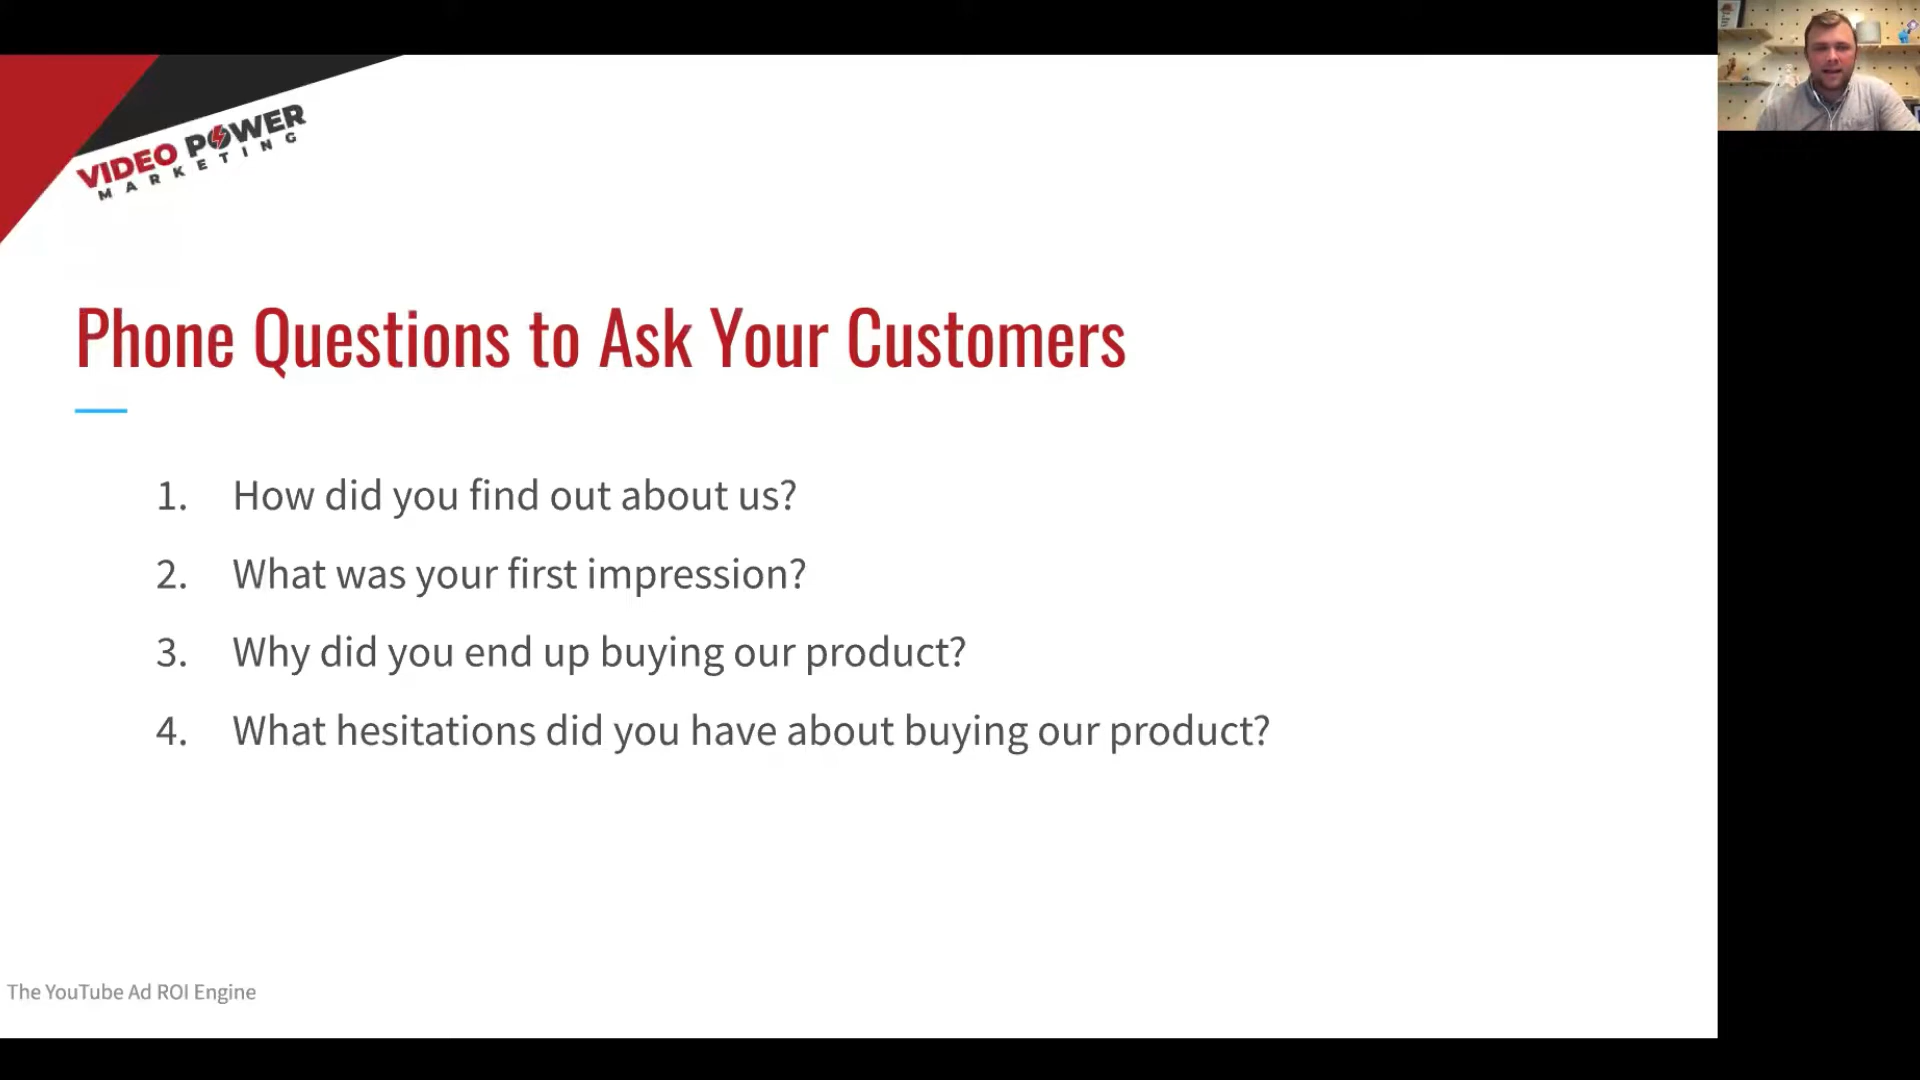 VIDEO POWER
MARKETING
Phone Questions to Ask Your Customers
1. How did you find out about us?
2. What was your first impression?
3. Why did you end up buying our product?
4. What hesitations did you have about buying our product?
The YouTube Ad ROI Engine